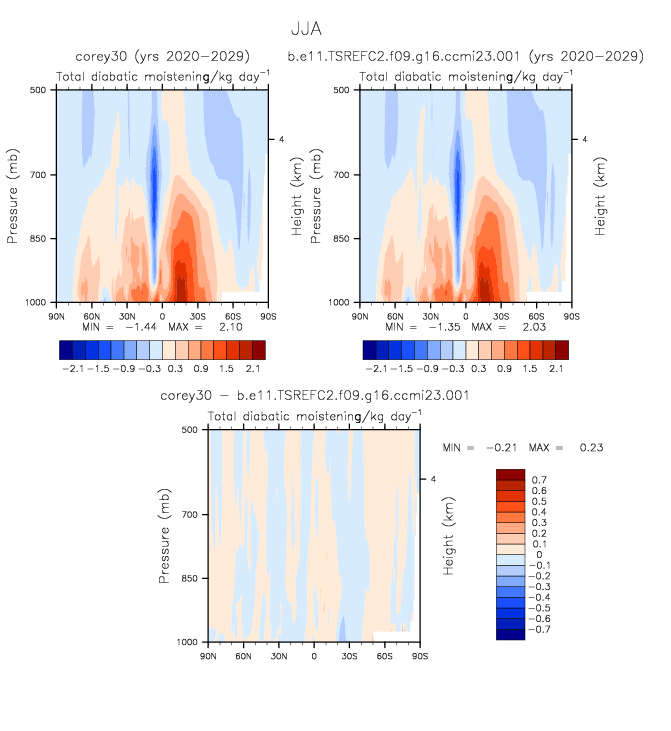 JJA
corey30 (yrs 2020-2029)
b.e11.TSREFC2.f09.g16.ccmi23.001 (yrs 2020-2029)
Total diabatic moistening/kg day−1
Total diabatic moistening/kg day−1
500
700
850
1000
Pressure (mb)
4
Height (km)
90N 60N 30N 0 30S 60S 90S
MIN = −1.44 MAX = 2.10
−2.1 −1.5 −0.9 −0.3 0.3 0.9 1.5 2.1
500
700
850
1000
Pressure (mb)
4
Height (km)
90N 60N 30N 0 30S 60S 90S
MIN = −1.35 MAX = 2.03
−2.1 −1.5 −0.9 −0.3 0.3 0.9 1.5 2.1
corey30 − b.e11.TSREFC2.f09.g16.ccmi23.001
Total diabatic moistening/kg day−1
500
700
850
1000
Pressure (mb)
4
Height (km)
90N 60N 30N 0 30S 60S 90S
MIN = −0.21 MAX = 0.23
0.7
0.6
0.5
0.4
0.3
0.2
0.1
0
−0.1
−0.2
−0.3
−0.4
−0.5
−0.6
−0.7